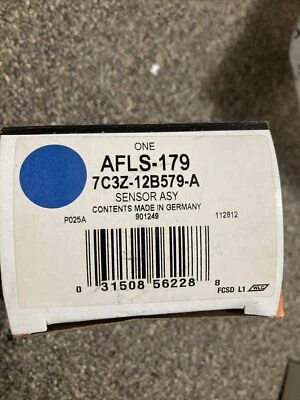 ONE
AFLS-179
7C3Z-12B579-A
SENSOR ASY
CONTENTS MADE IN GERMANY
P025A 901249 112812
0 31508 56228 8
FCSD L1